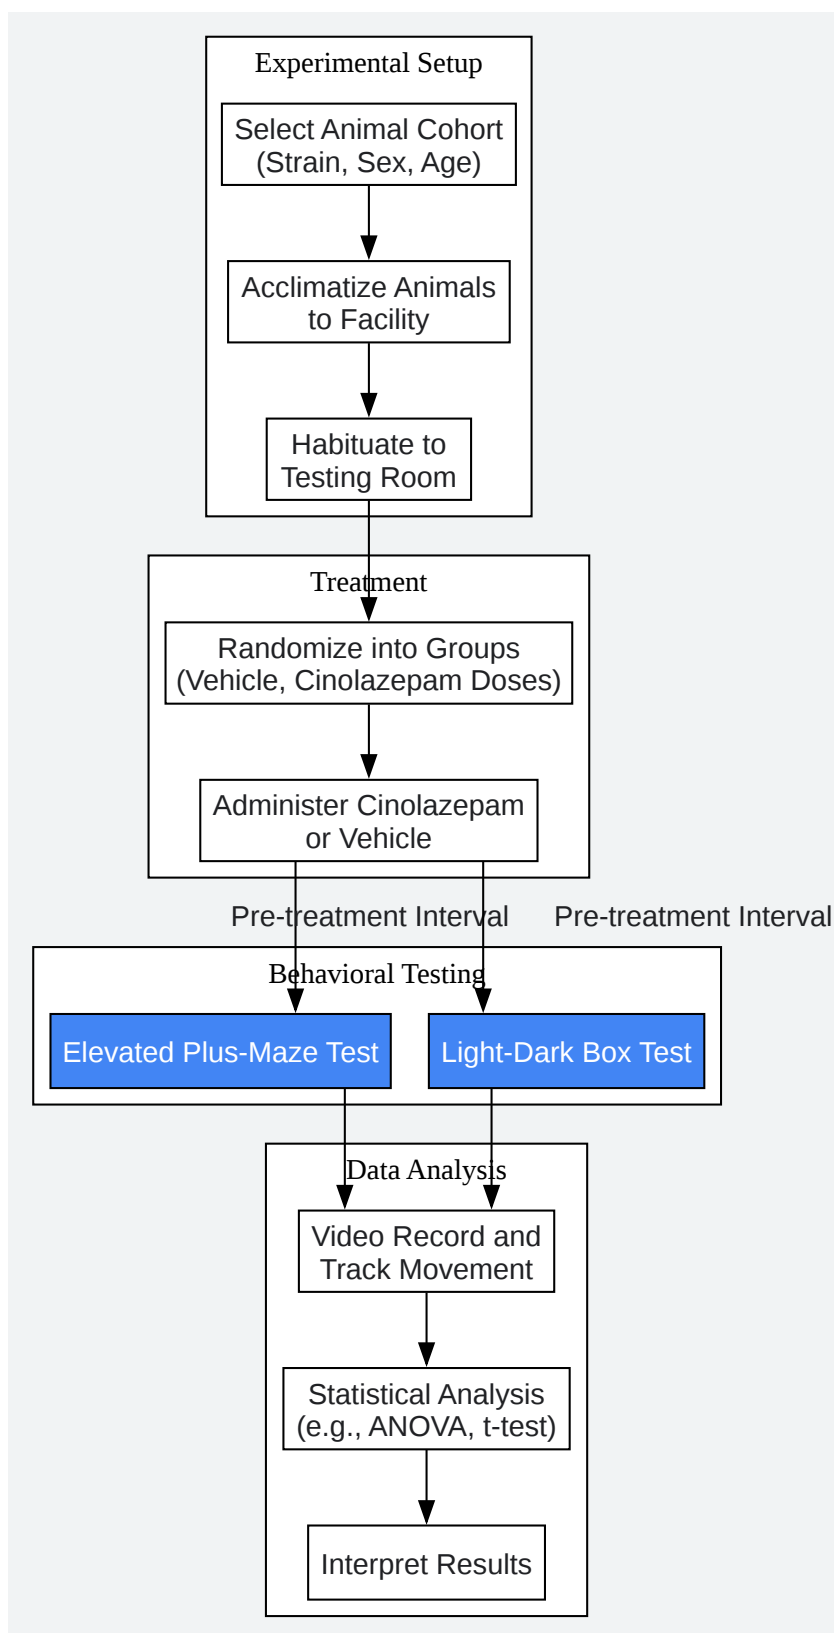 Experimental Setup
Select Animal Cohort
(Strain, Sex, Age)
Acclimatize Animals
to Facility
Habituate to
Testing Room
Treatment
Randomize into Groups
(Vehicle, Cinolazepam Doses)
Administer Cinolazepam
or Vehicle
Pre-treatment Interval
Pre-treatment Interval
Behavioral Testing
Elevated Plus-Maze Test
Light-Dark Box Test
Data Analysis
Video Record and
Track Movement
Statistical Analysis
(e.g., ANOVA, t-test)
Interpret Results